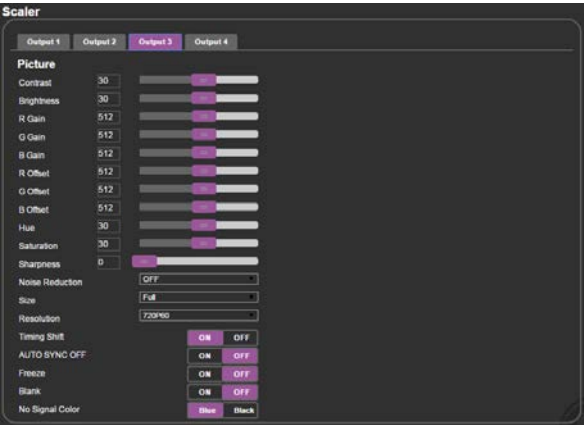 Scaler
Output 1 Output 2 Output 3 Output 4
Picture
Contrast 30
Brightness 30
R Gain 512
G Gain 512
B Gain 512
R Offset 512
G Offset 512
B Offset 512
Hue 30
Saturation 30
Sharpness 0
Noise Reduction OFF
Size Full
Resolution 720P60
Timing Shift ON OFF
AUTO SYNC OFF ON OFF
Freeze ON OFF
Blank ON OFF
No Signal Color Blue Black